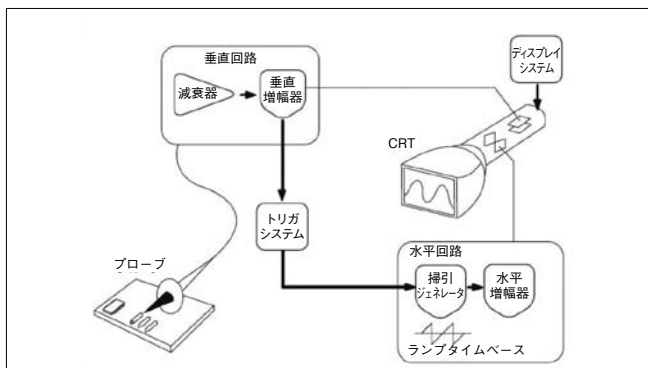 垂直回路
減衰器
垂直
増幅器
ディスプレイ
システム
CRT
トリガ
システム
プローブ
水平回路
掃引
ジェネレータ
水平
増幅器
ランプタイムベース